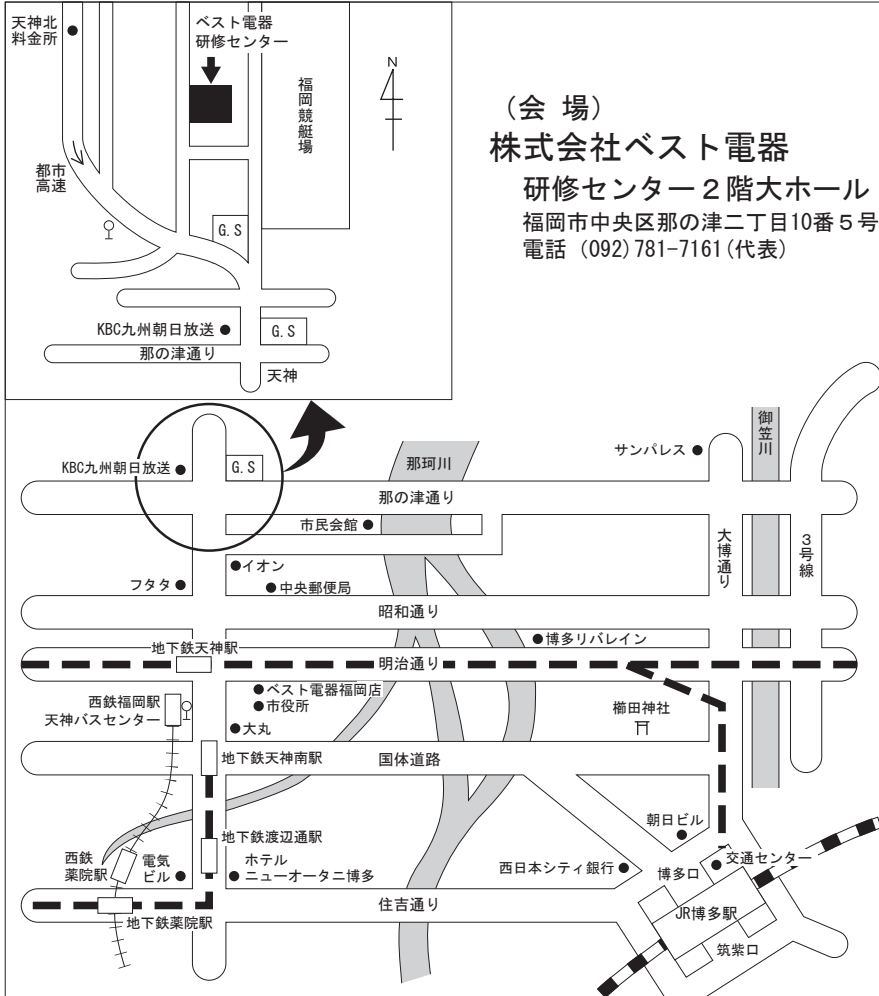 天神北
料金所
ベスト電器
研修センター
福岡競艇場
N
都市
高速
G.S
KBC九州朝日放送
G.S
那の津通り
天神
（会 場）
株式会社ベスト電器
研修センター２階大ホール
福岡市中央区那の津二丁目10番５号
電話 (092)781-7161(代表)
KBC九州朝日放送
G.S
那珂川
サンパレス
御笠川
那の津通り
市民会館
大博通り
３号線
イオン
フタタ
中央郵便局
昭和通り
博多リバレイン
地下鉄天神駅
明治通り
西鉄福岡駅
天神バスセンター
ベスト電器福岡店
市役所
大丸
櫛田神社
地下鉄天神南駅
国体道路
朝日ビル
地下鉄渡辺通駅
西鉄
薬院駅
電気
ビル
ホテル
ニューオータニ博多
西日本シティ銀行
博多口
交通センター
住吉通り
JR博多駅
地下鉄薬院駅
筑紫口